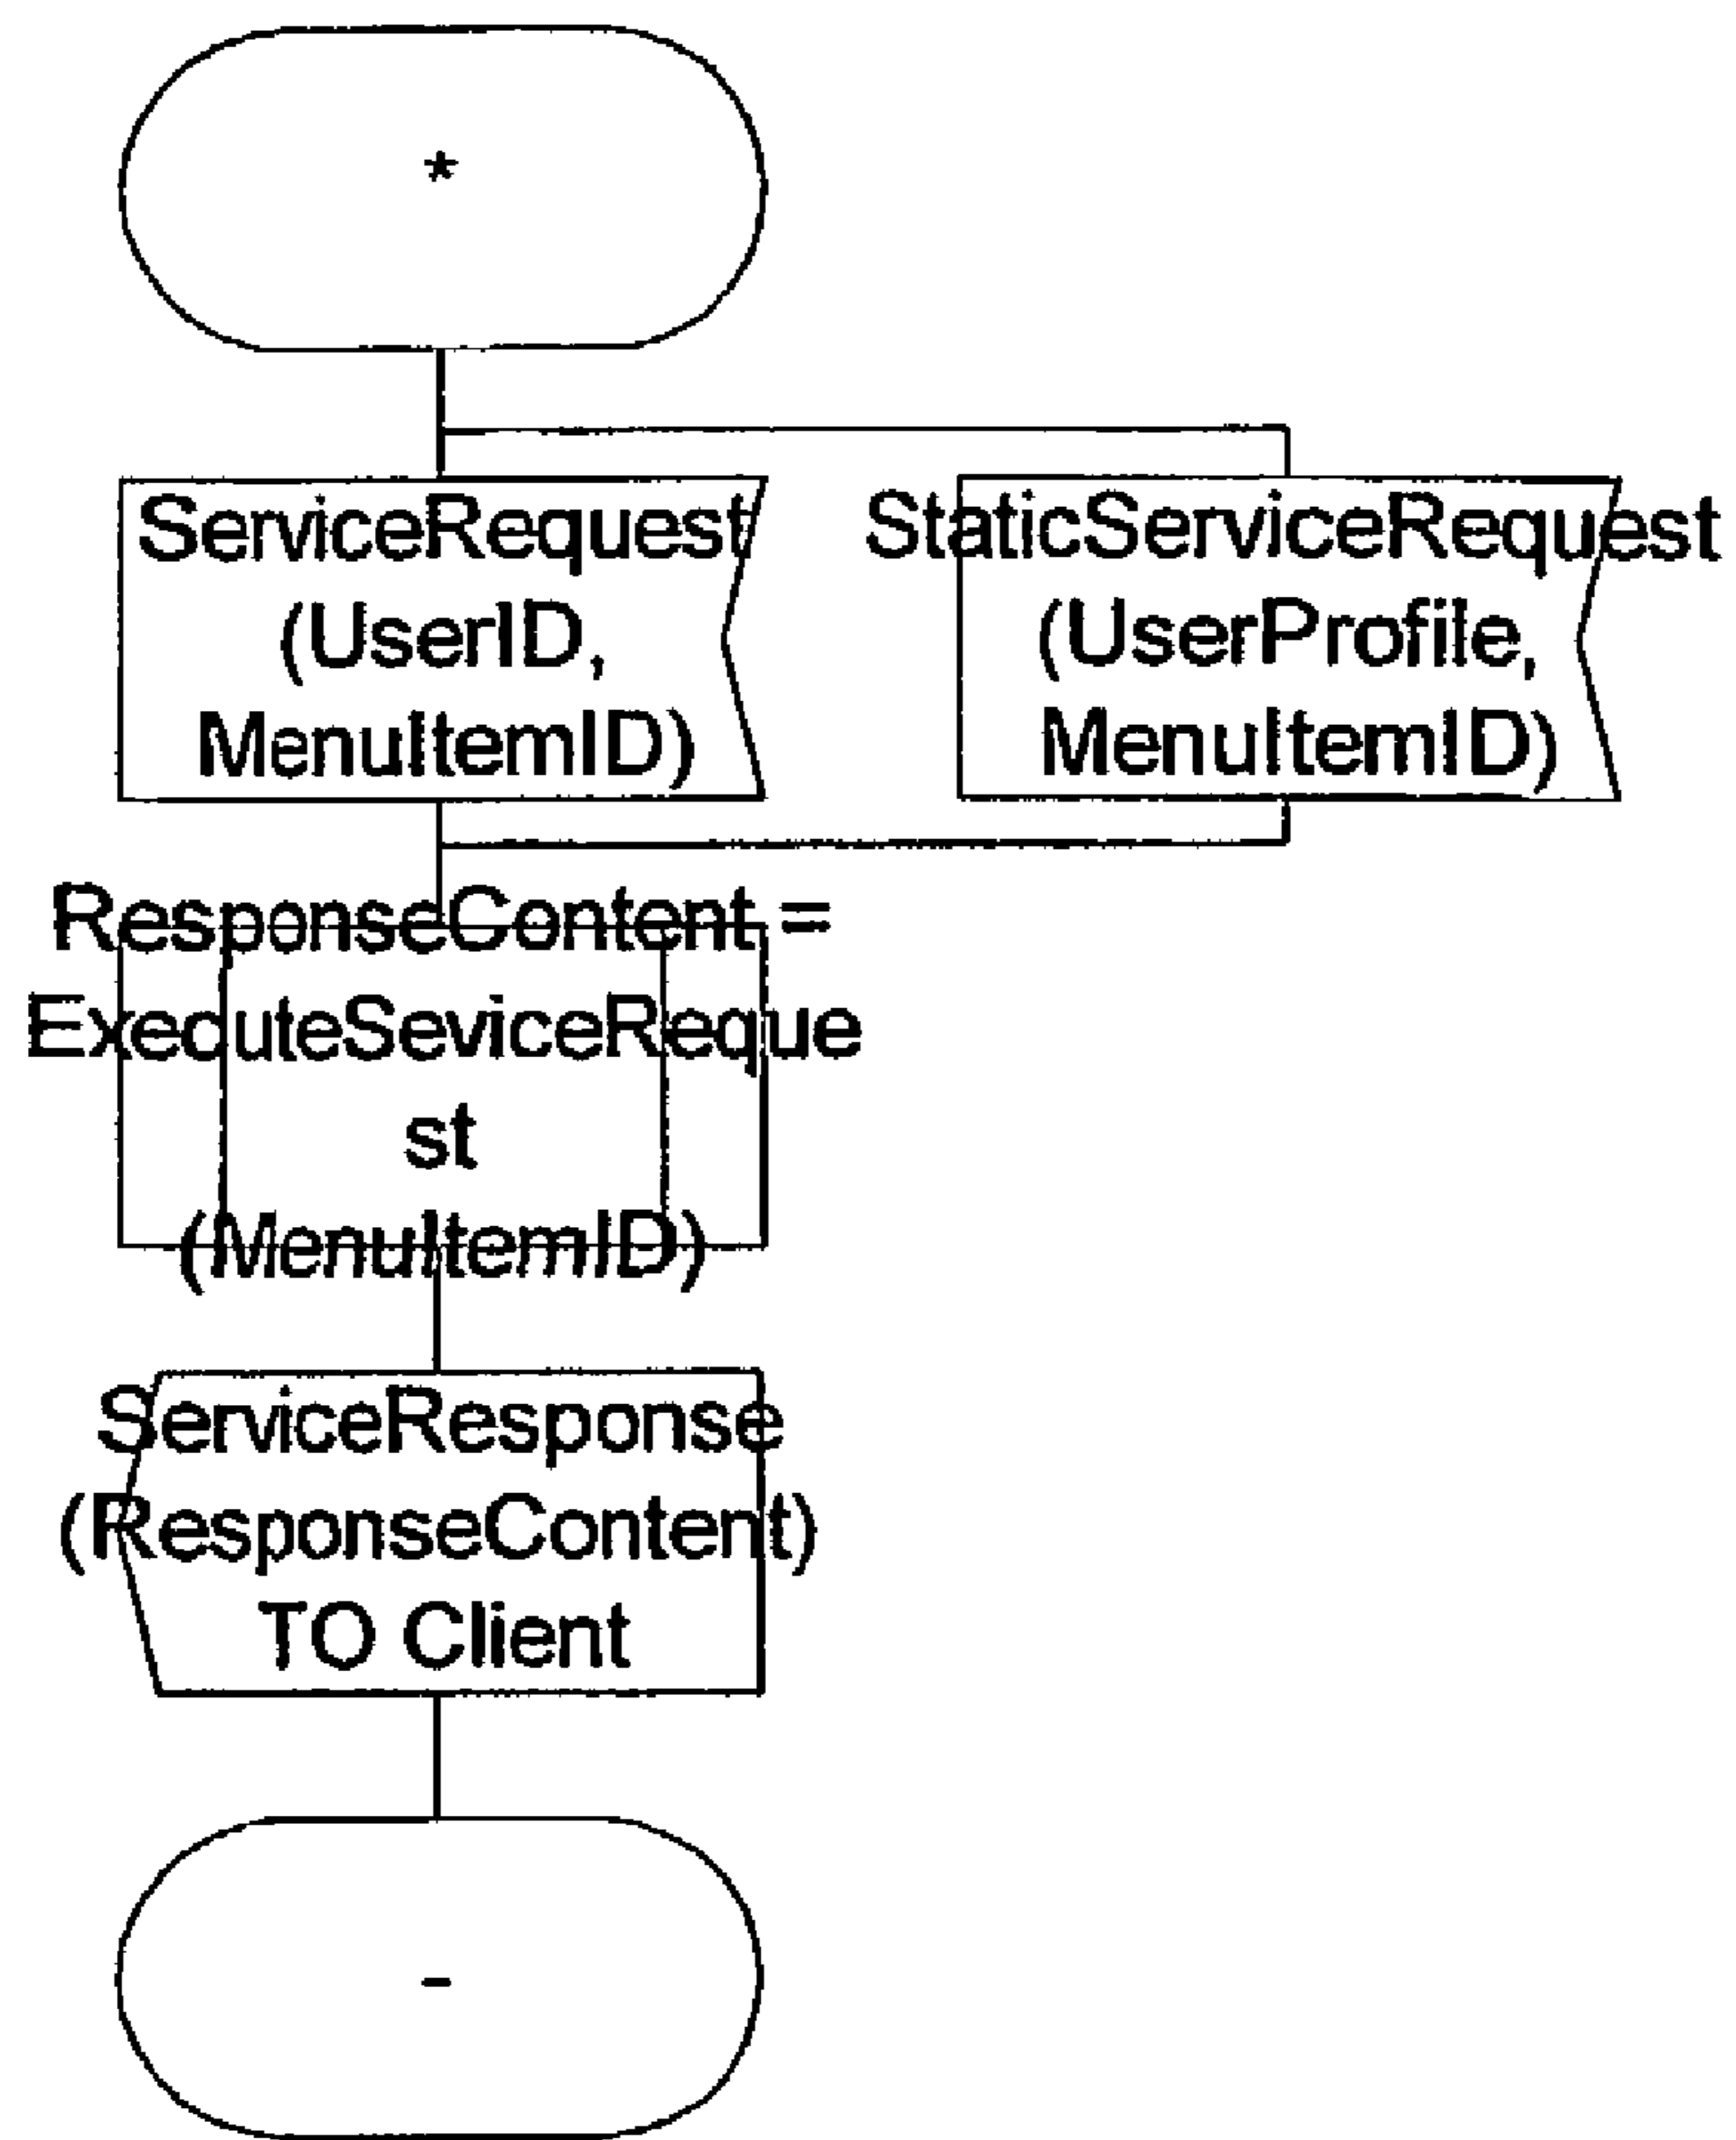 *
ServiceRequest
(UserID,
MenuItemID)
StaticServiceRequest
(UserProfile,
MenuItemID)
ResponseContent =
ExecuteSeviceReque
st
(MenuItemID)
ServiceResponse
(ResponseContent)
TO Client
-